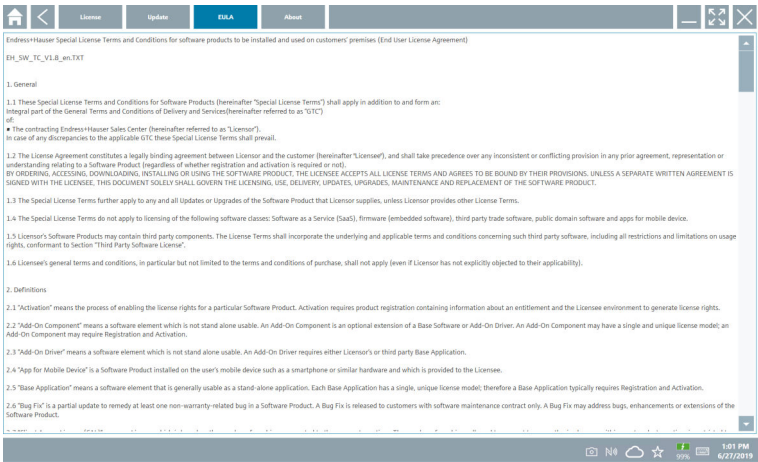 License Update EULA About
Endress+Hauser Special License Terms and Conditions for software products to be installed and used on customers' premises (End User License Agreement)
EH_SW_TC_V1.8_en.TXT
1. General
1.1 These Special License Terms and Conditions for Software Products (hereinafter "Special License Terms") shall apply in addition to and form an:
Integral part of the General Terms and Conditions of Delivery and Services(hereinafter referred to as "GTC")
of:
■ The contracting Endress+Hauser Sales Center (hereinafter referred to as "Licensor").
In case of any discrepancies to the applicable GTC these Special License Terms shall prevail.
1.2 The License Agreement constitutes a legally binding agreement between Licensor and the customer (hereinafter "Licensee"), and shall take precedence over any inconsistent or conflicting provision in any prior agreement, representation or
understanding relating to a Software Product (regardless of whether registration and activation is required or not).
BY ORDERING, ACCESSING, DOWNLOADING, INSTALLING OR USING THE SOFTWARE PRODUCT, THE LICENSEE ACCEPTS ALL LICENSE TERMS AND AGREES TO BE BOUND BY THEIR PROVISIONS. UNLESS A SEPARATE WRITTEN AGREEMENT IS
SIGNED WITH THE LICENSEE, THIS DOCUMENT SOLELY SHALL GOVERN THE LICENSING, USE, DELIVERY, UPDATES, UPGRADES, MAINTENANCE AND REPLACEMENT OF THE SOFTWARE PRODUCT.
1.3 The Special License Terms further apply to any and all Updates or Upgrades of the Software Product that Licensor supplies, unless Licensor provides other License Terms.
1.4 The Special License Terms do not apply to licensing of the following software classes: Software as a Service (SaaS), firmware (embedded software), third party trade software, public domain software and apps for mobile device.
1.5 Licensor's Software Products may contain third party components. The License Terms shall incorporate the underlying and applicable terms and conditions concerning such third party software, including all restrictions and limitations on usage
rights, conformant to Section "Third Party Software License".
1.6 Licensee's general terms and conditions, in particular but not limited to the terms and conditions of purchase, shall not apply (even if Licensor has not explicitly objected to their applicability).
2. Definitions
2.1 "Activation" means the process of enabling the license rights for a particular Software Product. Activation requires product registration containing information about an entitlement and the Licensee environment to generate license rights.
2.2 "Add-On Component" means a software element which is not stand alone usable. An Add-On Component is an optional extension of a Base Software or Add-On Driver. An Add-On Component may have a single and unique license model; an
Add-On Component may require Registration and Activation.
2.3 "Add-On Driver" means a software element which is not stand alone usable. An Add-On Driver requires either Licensor's or third party Base Application.
2.4 "App for Mobile Device" is a Software Product installed on the user's mobile device such as a smartphone or similar hardware and which is provided to the Licensee.
2.5 "Base Application" means a software element that is generally usable as a stand-alone application. Each Base Application has a single, unique license model; therefore a Base Application typically requires Registration and Activation.
2.6 "Bug Fix" is a partial update to remedy at least one non-warranty-related bug in a Software Product. A Bug Fix is released to customers with software maintenance contract only. A Bug Fix may address bugs, enhancements or extensions of the
Software Product.
99%
1:01 PM
6/27/2019